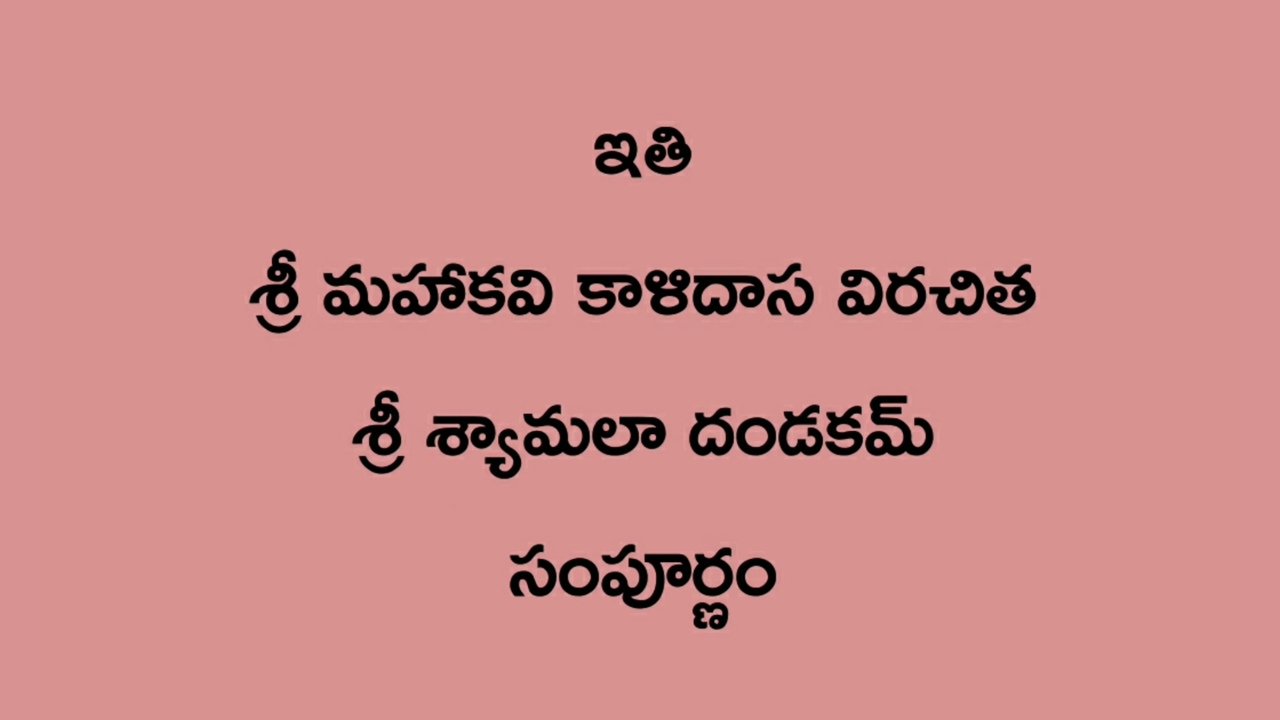 ఇతి
శ్రీ మహాకవి కాళిదాస విరచిత
శ్రీ శ్యామలా దండకమ్
సంపూర్ణం